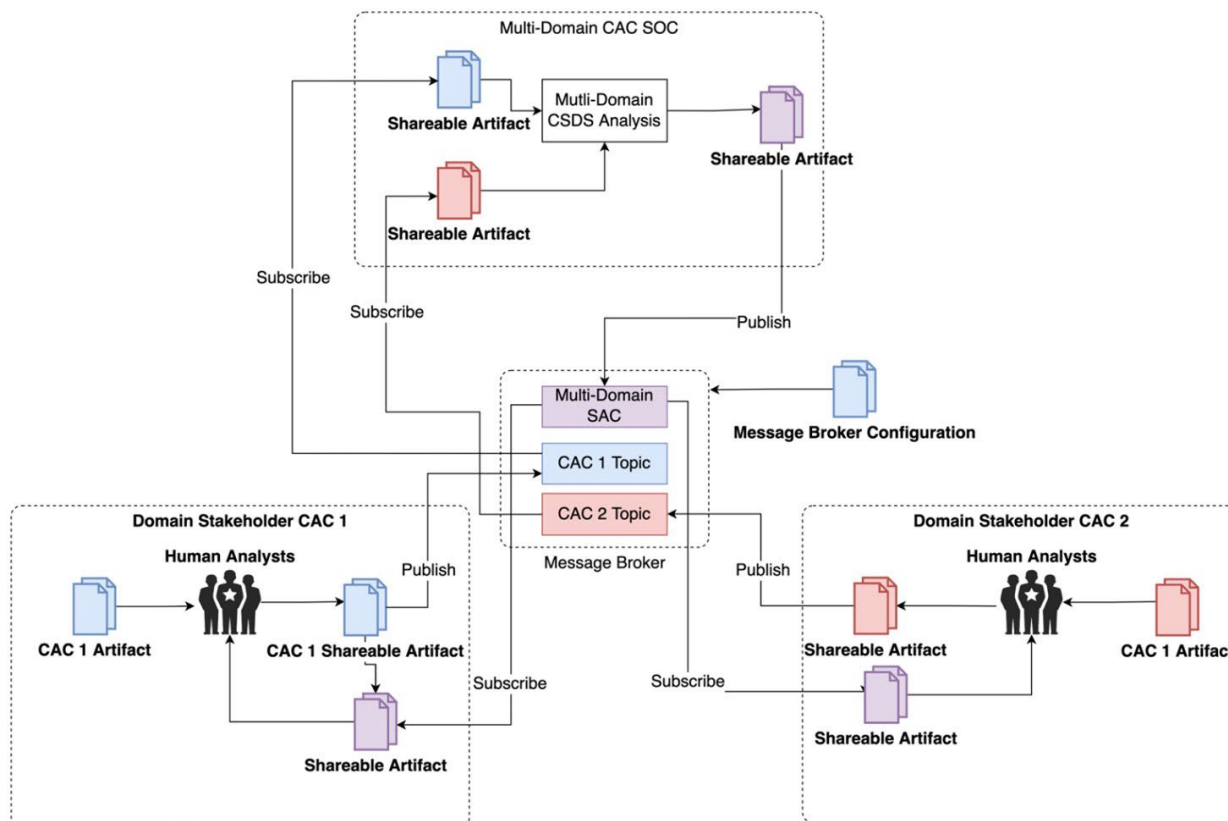 Multi-Domain CAC SOC
Shareable Artifact
Mutli-Domain
CSDS Analysis
Shareable Artifact
Shareable Artifact
Subscribe
Subscribe
Publish
Multi-Domain
SAC
Message Broker Configuration
CAC 1 Topic
CAC 2 Topic
Message Broker
Domain Stakeholder CAC 1
Human Analysts
Publish
CAC 1 Artifact
CAC 1 Shareable Artifact
Subscribe
Shareable Artifact
Domain Stakeholder CAC 2
Human Analysts
Publish
Shareable Artifact
CAC 1 Artifac
Subscribe
Shareable Artifact